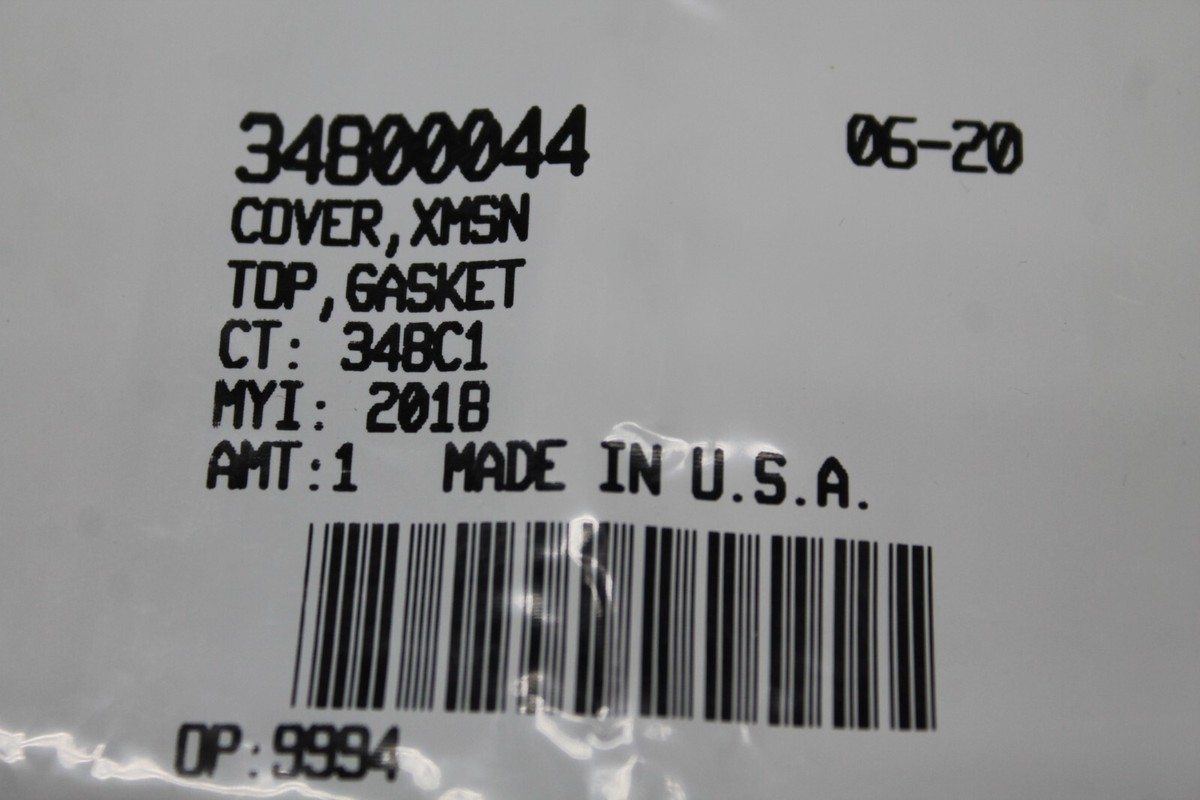 34800044 06-20
COVER,XMSN
TOP,GASKET
CT: 348C1
MYI: 2018
AMT:1 MADE IN U.S.A.
OP:9994